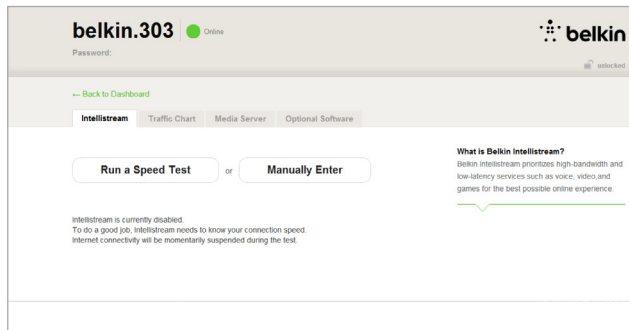 belkin.303 Online
belkin
Password:
unlocked
← Back to Dashboard
Intellistream Traffic Chart Media Server Optional Software
Run a Speed Test or Manually Enter
What is Belkin Intellistream?
Belkin intellistream prioritizes high-bandwidth and
low-latency services such as voice, video,and
games for the best possible online experience.
Intellistream is currently disabled.
To do a good job, Intellistream needs to know your connection speed.
Internet connectivity will be momentarily suspended during the test.